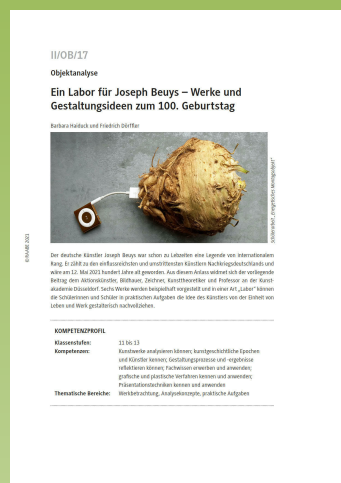 II/OB/17
Objektanalyse
Ein Labor für Joseph Beuys – Werke und
Gestaltungsideen zum 100. Geburtstag
Barbara Haiduck und Friedrich Dörffler
© RAABE 2021
Der deutsche Künstler Joseph Beuys war schon zu Lebzeiten eine Legende von internationalem
Rang. Er zählt zu den einflussreichsten und umstrittensten Künstlern Nachkriegsdeutschlands und
wäre am 12. Mai 2021 hundert Jahre alt geworden. Aus diesem Anlass widmet sich der vorliegende
Beitrag dem Aktionskünstler, Bildhauer, Zeichner, Kunsttheoretiker und Professor an der Kunst-
akademie Düsseldorf. Sechs Werke werden beispielhaft vorgestellt und in einer Art „Labor“ können
die Schülerinnen und Schüler in praktischen Aufgaben die Idee des Künstlers von der Einheit von
Leben und Werk gestalterisch nachvollziehen.
KOMPETENZPROFIL
Klassenstufen: 11 bis 13
Kompetenzen: Kunstwerke analysieren können; kunstgeschichtliche Epochen
und Künstler kennen; Gestaltungsprozesse und -ergebnisse
reflektieren können; Fachwissen erwerben und anwenden;
grafische und plastische Verfahren kennen und anwenden;
Präsentationstechniken kennen und anwenden
Thematische Bereiche: Werkbetrachtung, Analysekonzepte, praktische Aufgaben